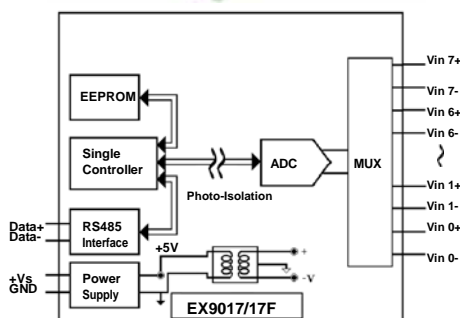 Vin 7+
EEPROM
Vin 7-
Vin 6+
Vin 6-
Single
Controller
ADC
MUX
Photo-Isolation
Vin 1+
Vin 1-
Data+
Data-
RS485
Interface
Vin 0+
+5V
+
Vin 0-
+Vs
GND
Power
Supply
-V
EX9017/17F